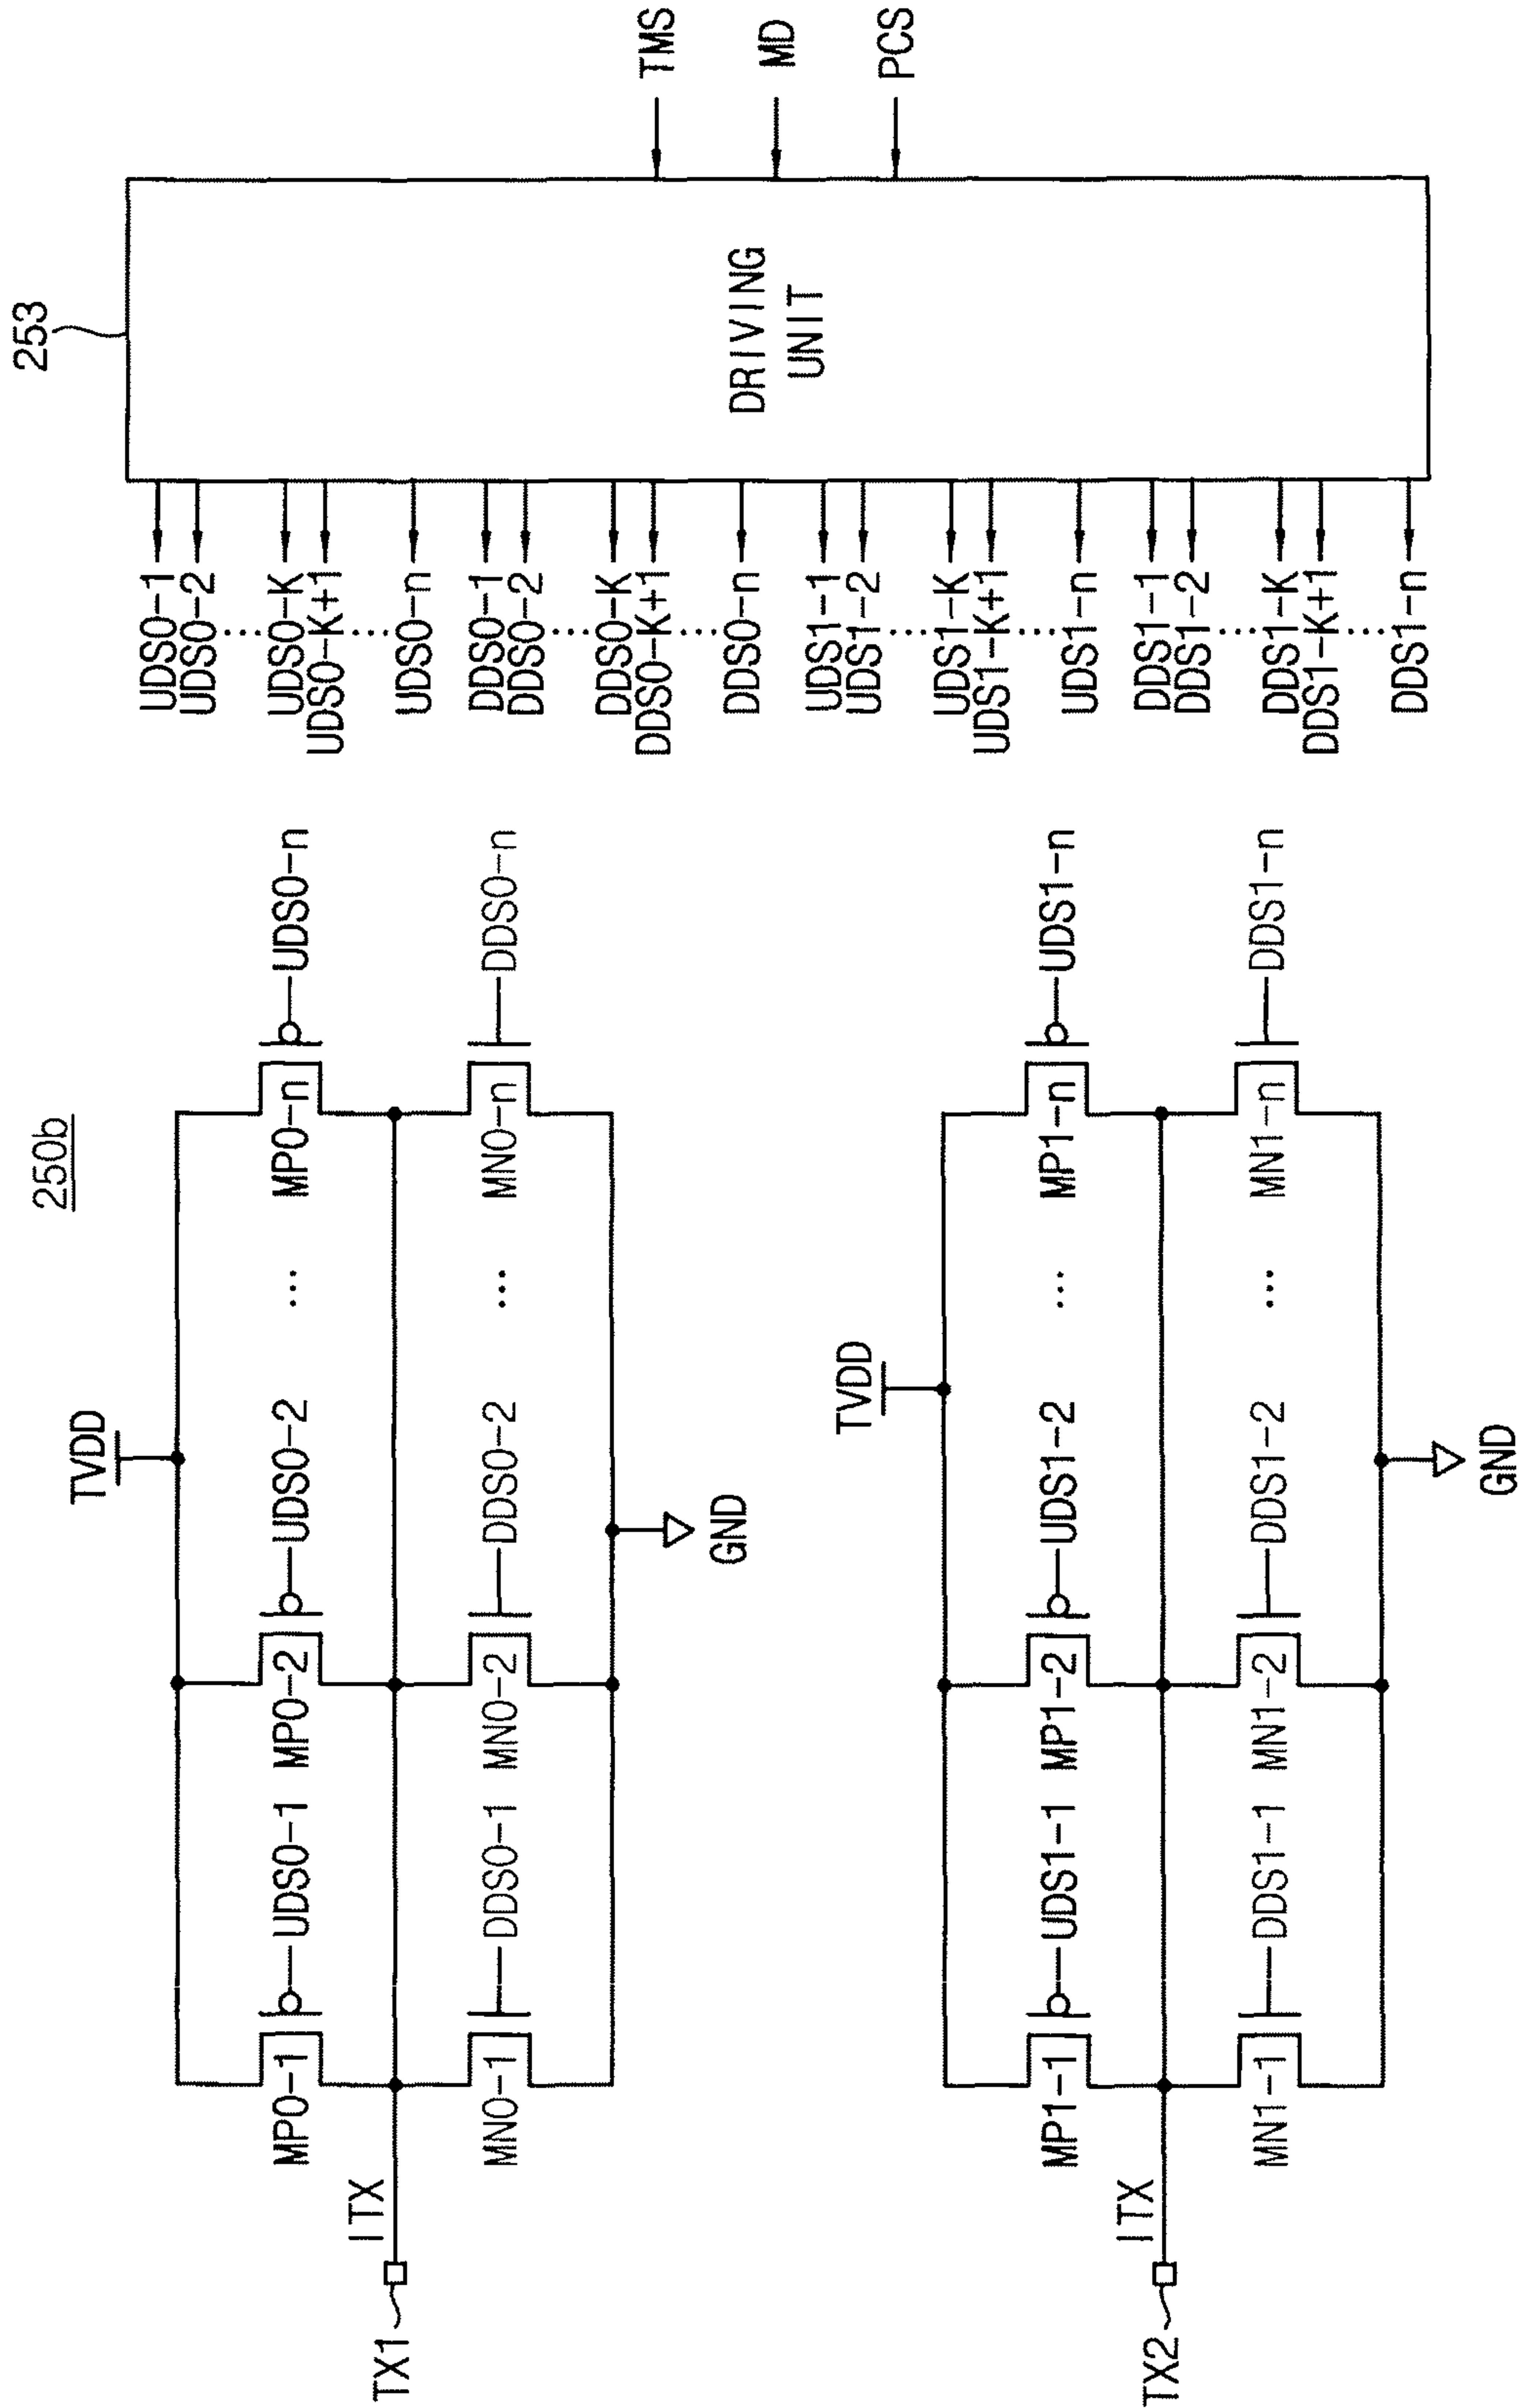 250b
253
TVDD
MP0-1
UDS0-1
MP0-2
UDS0-2
...
MP0-n
UDS0-n
TX1
ITX
MN0-1
DDS0-1
MN0-2
DDS0-2
...
MN0-n
DDS0-n
GND
TVDD
MP1-1
UDS1-1
MP1-2
UDS1-2
...
MP1-n
UDS1-n
TX2
ITX
MN1-1
DDS1-1
MN1-2
DDS1-2
...
MN1-n
DDS1-n
GND
UDS0-1
UDS0-2
UDS0-K
UDS0-K+1
UDS0-n
DDS0-1
DDS0-2
DDS0-K
DDS0-K+1
DDS0-n
UDS1-1
UDS1-2
UDS1-K
UDS1-K+1
UDS1-n
DDS1-1
DDS1-2
DDS1-K
DDS1-K+1
DDS1-n
DRIVING
UNIT
TMS
MD
PCS